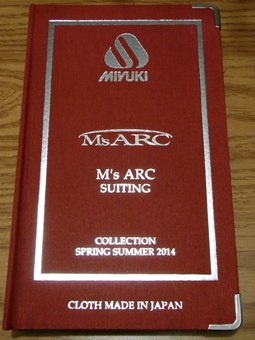 MIYUKI
M's ARC
M's ARC
SUITING
COLLECTION
SPRING SUMMER 2014
CLOTH MADE IN JAPAN